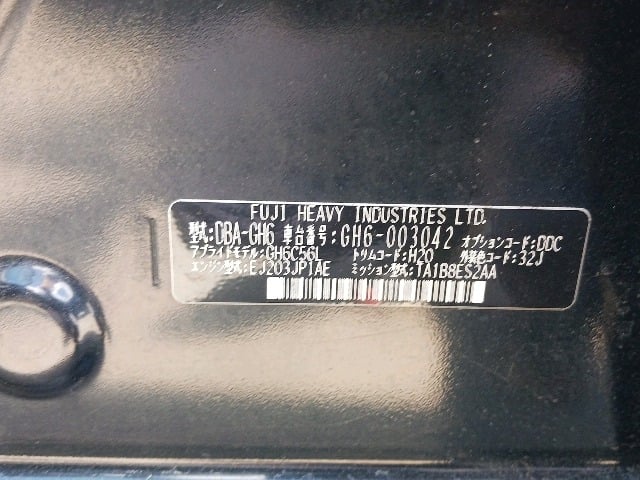 FUJI HEAVY INDUSTRIES LTD.
型式:DBA-GH6 車台番号:GH6-003042 オプションコード:DDC
アプライドモデル:GH6C56L トリムコード:H20 外装色コード:32J
エンジン型式:EJ203JP1AE ミッション型式:TA1B8ES2AA